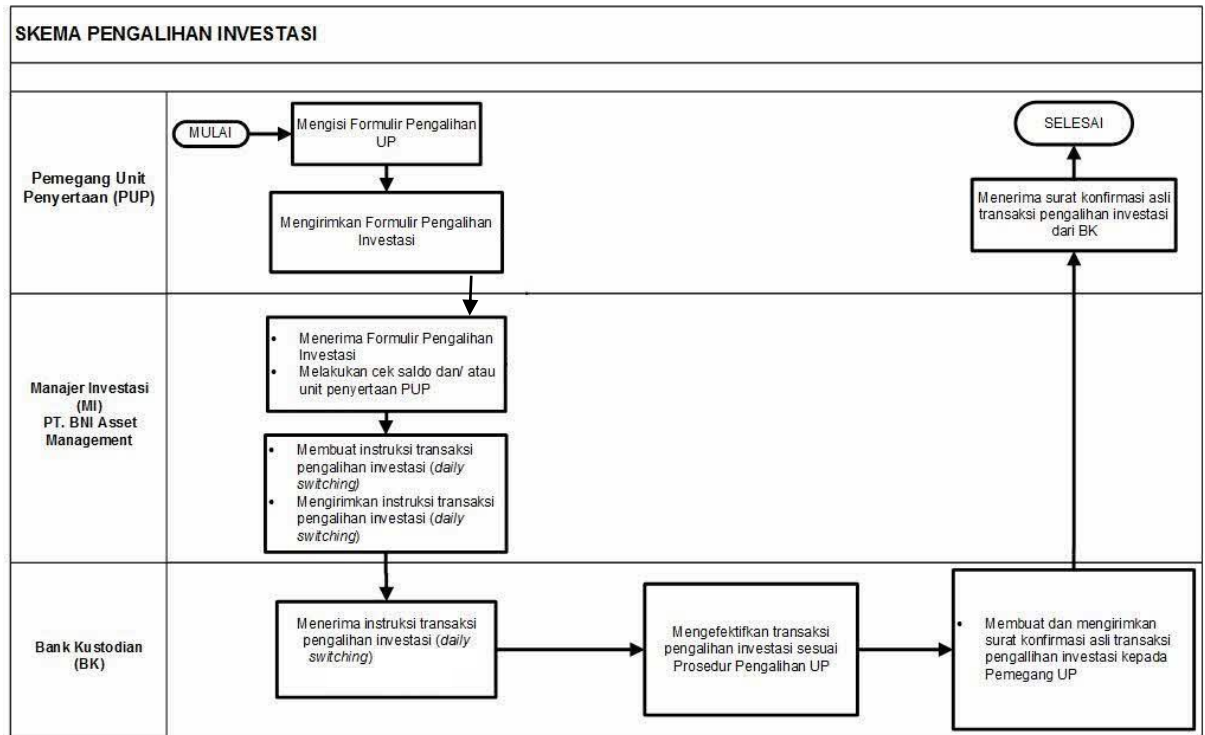 SKEMA PENGALIHAN INVESTASI
Pemegang Unit
Penyertaan (PUP)
MULAI
Mengisi Formulir Pengalihan
UP
Mengirimkan Formulir Pengalihan
Investasi
SELESAI
Menerima surat konfirmasi asli
transaksi pengalihan investasi
dari BK
Manajer Investasi
(MI)
PT. BNI Asset
Management
• Menerima Formulir Pengalihan
Investasi
• Melakukan cek saldo dan/ atau
unit penyertaan PUP
• Membuat instruksi transaksi
pengalihan investasi (daily
switching)
• Mengirimkan instruksi transaksi
pengalihan investasi (daily
switching)
Bank Kustodian
(BK)
Menerima instruksi transaksi
pengalihan investasi (daily
switching)
Mengefektifkan transaksi
pengalihan investasi sesuai
Prosedur Pengalihan UP
• Membuat dan mengirimkan
surat konfirmasi asli transaksi
pengallihan investasi kepada
Pemegang UP